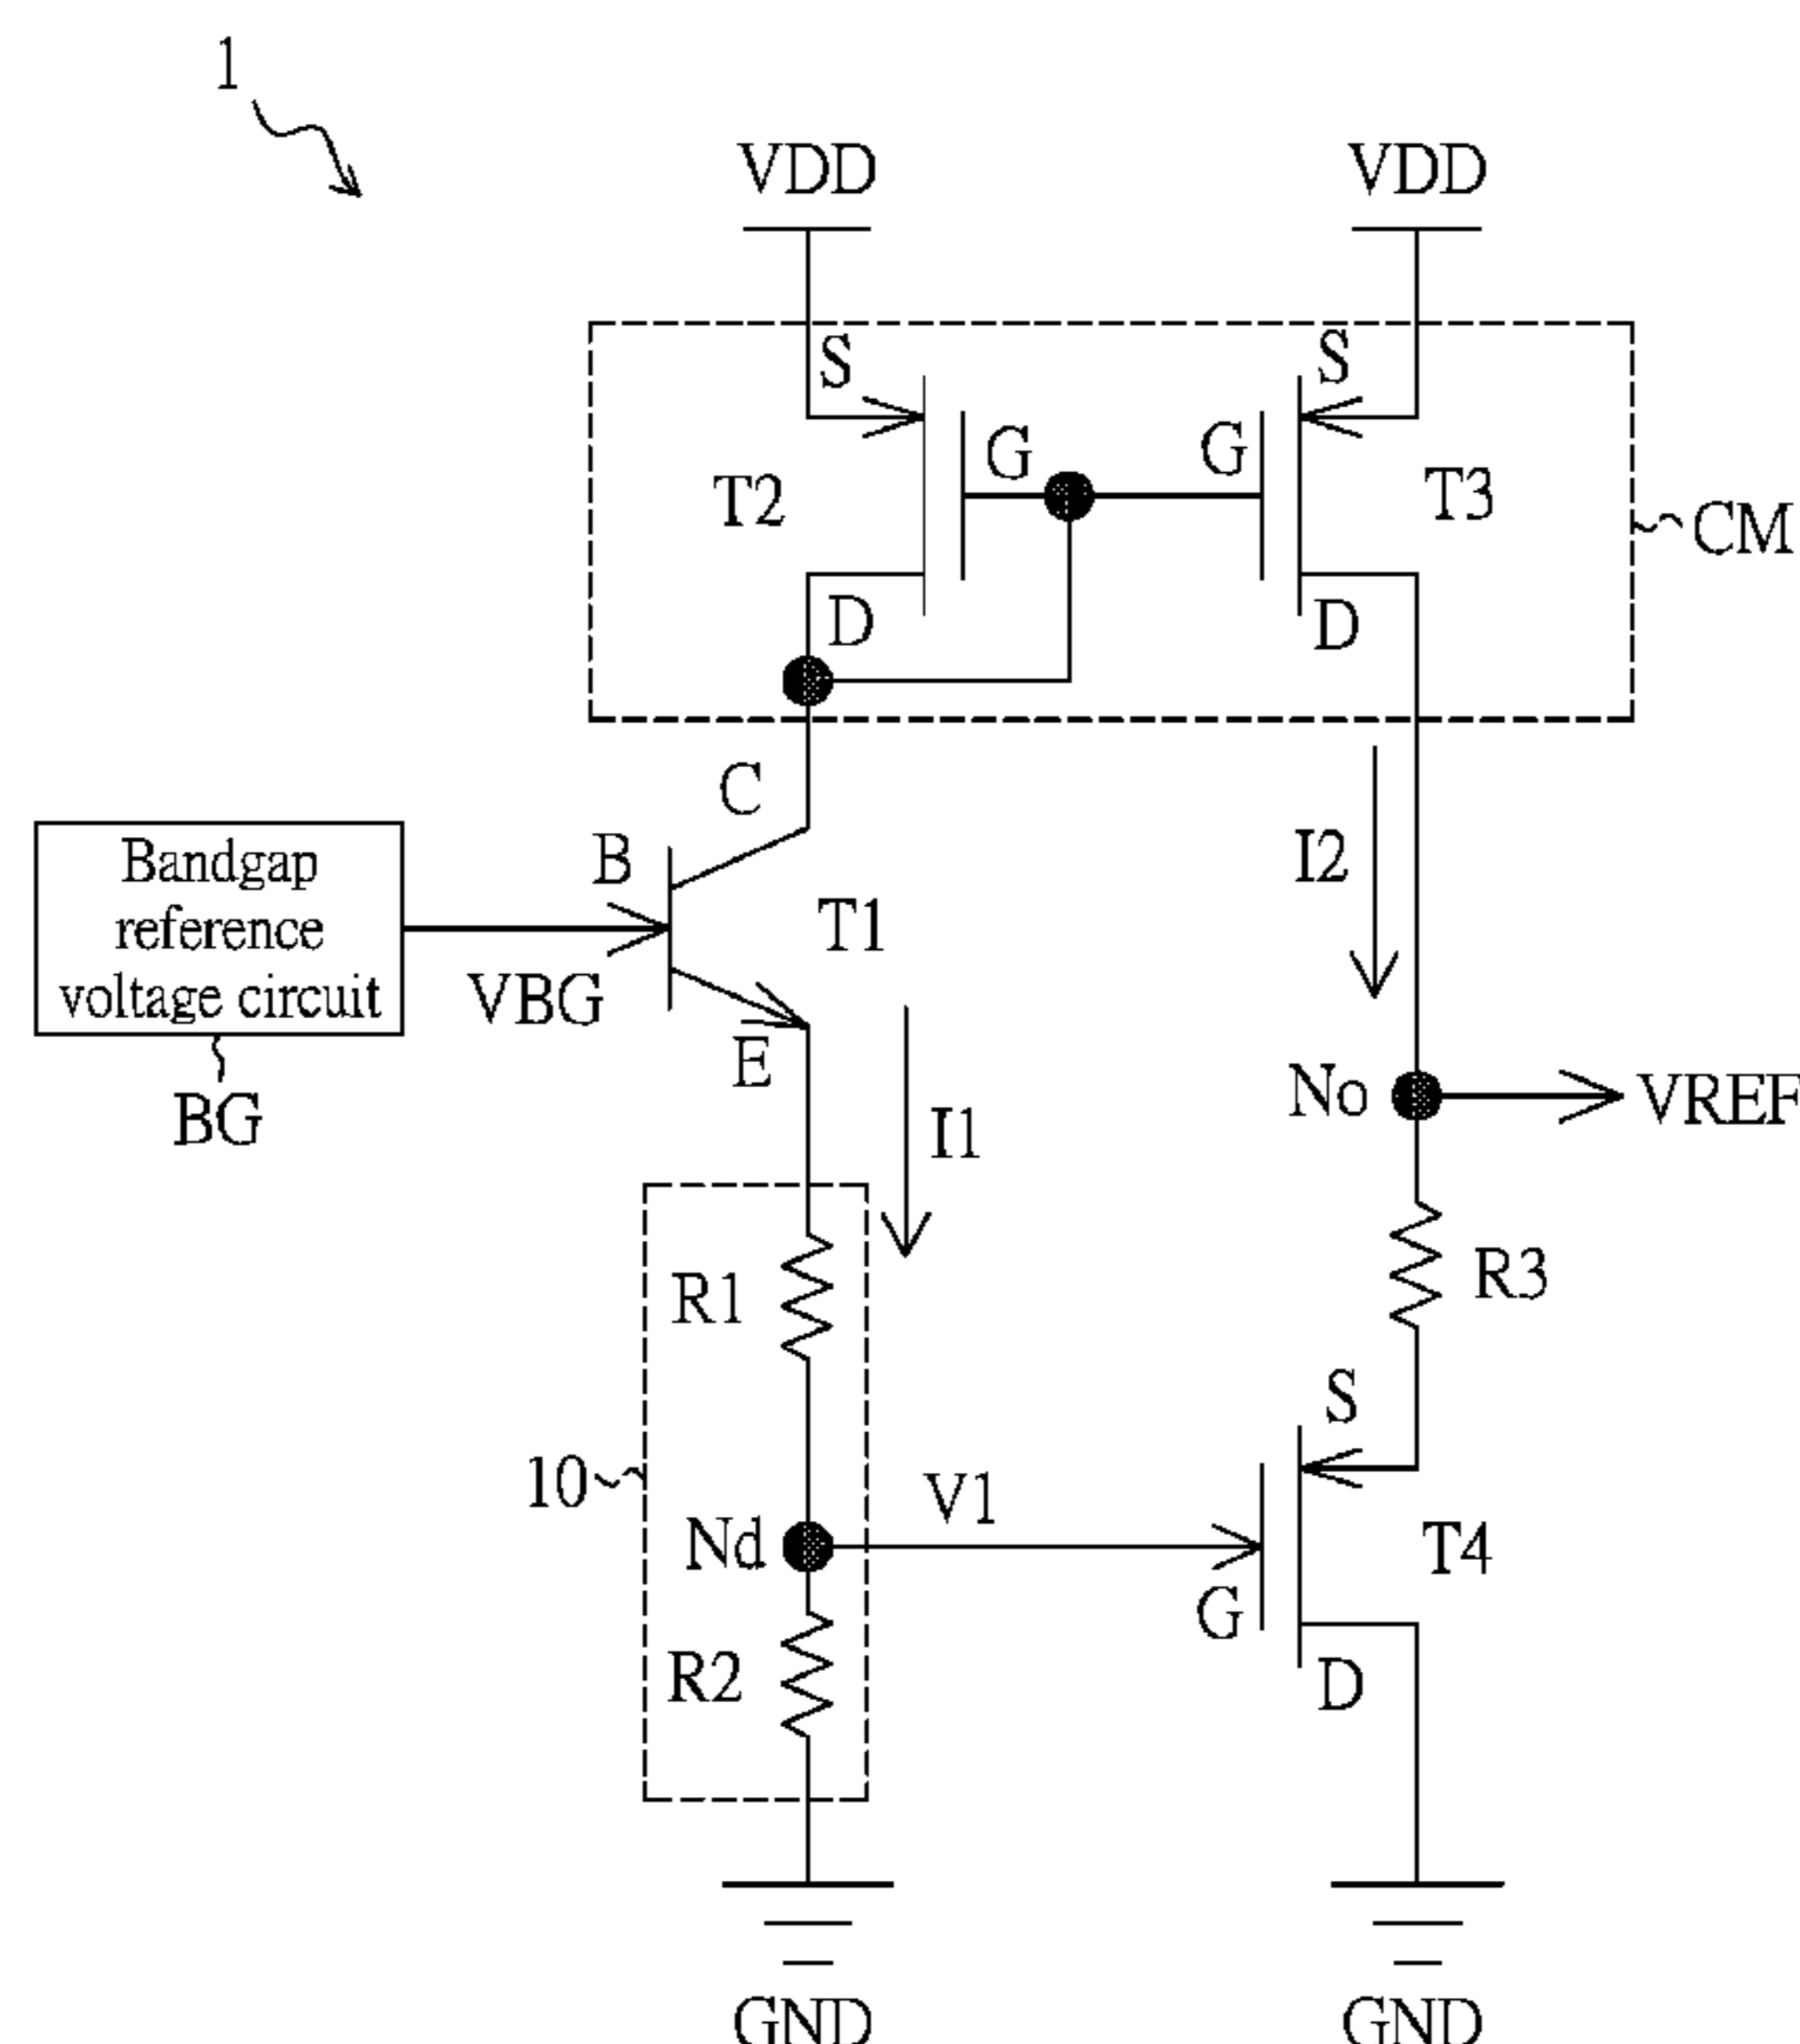 1
VDD VDD
S S
G G
T2 T3
CM
D D
C
B
Bandgap
reference
voltage circuit
T1
I2
VBG
E
BG
No VREF
I1
R1 R3
S
10
V1
Nd T4
G
R2 D
GND GND